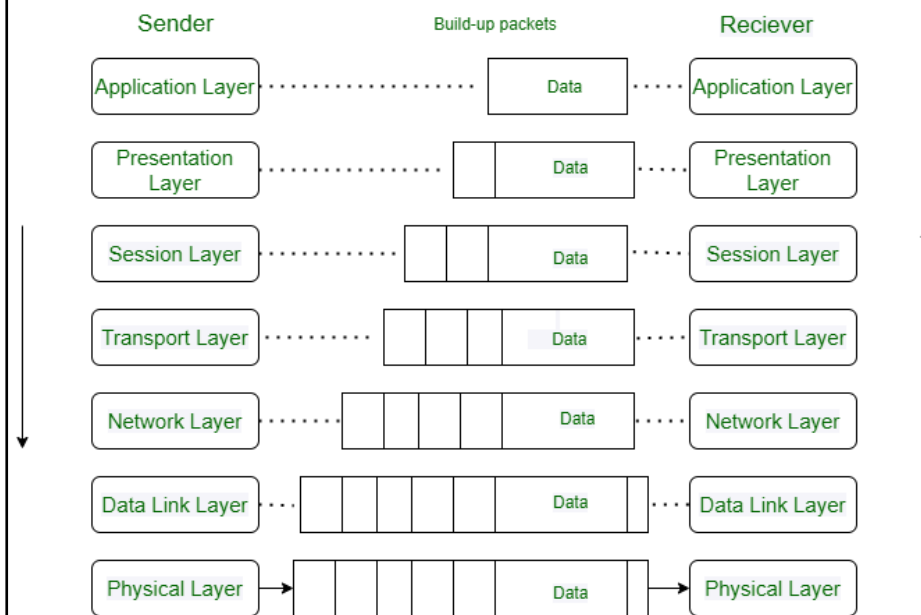 Sender
Build-up packets
Reciever
Application Layer
Data
Application Layer
Presentation
Layer
Data
Presentation
Layer
Session Layer
Data
Session Layer
Transport Layer
Data
Transport Layer
Network Layer
Data
Network Layer
Data Link Layer
Data
Data Link Layer
Physical Layer
Data
Physical Layer